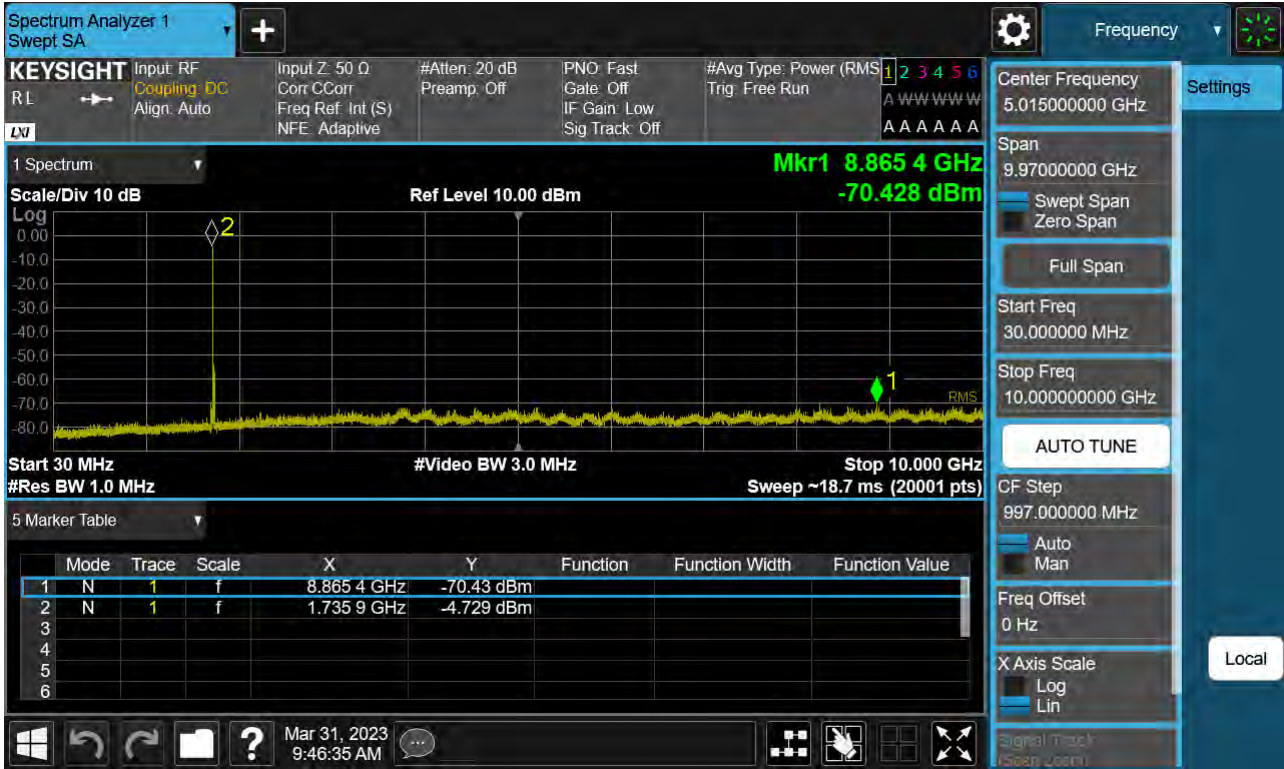 Spectrum Analyzer 1
Swept SA
+
Frequency
KEYSIGHT
RL
LXI
Input: RF
Coupling: DC
Align: Auto
Input Z: 50 Ω
Corr CCorr
Freq Ref: Int (S)
NFE: Adaptive
#Atten: 20 dB
Preamp: Off
PNO: Fast
Gate: Off
IF Gain: Low
Sig Track: Off
#Avg Type: Power (RMS
Trig: Free Run
1 2 3 4 5 6
A W W W W W
A A A A A A
Center Frequency
5.015000000 GHz
Settings
Span
9.97000000 GHz
Swept Span
Zero Span
Full Span
Start Freq
30.000000 MHz
Stop Freq
10.000000000 GHz
AUTO TUNE
CF Step
997.000000 MHz
Auto
Man
Freq Offset
0 Hz
X Axis Scale
Log
Lin
Signal Track
(Span Zoom)
Local
1 Spectrum
Mkr1 8.865 4 GHz
-70.428 dBm
Scale/Div 10 dB
Ref Level 10.00 dBm
Log
0.00
-10.0
-20.0
-30.0
-40.0
-50.0
-60.0
-70.0
-80.0
2
1
RMS
Start 30 MHz
#Video BW 3.0 MHz
Stop 10.000 GHz
#Res BW 1.0 MHz
Sweep ~18.7 ms (20001 pts)
5 Marker Table
Mode Trace Scale X Y Function Function Width Function Value
1 N 1 f 8.865 4 GHz -70.43 dBm
2 N 1 f 1.735 9 GHz -4.729 dBm
3
4
5
6
?
Mar 31, 2023
9:46:35 AM